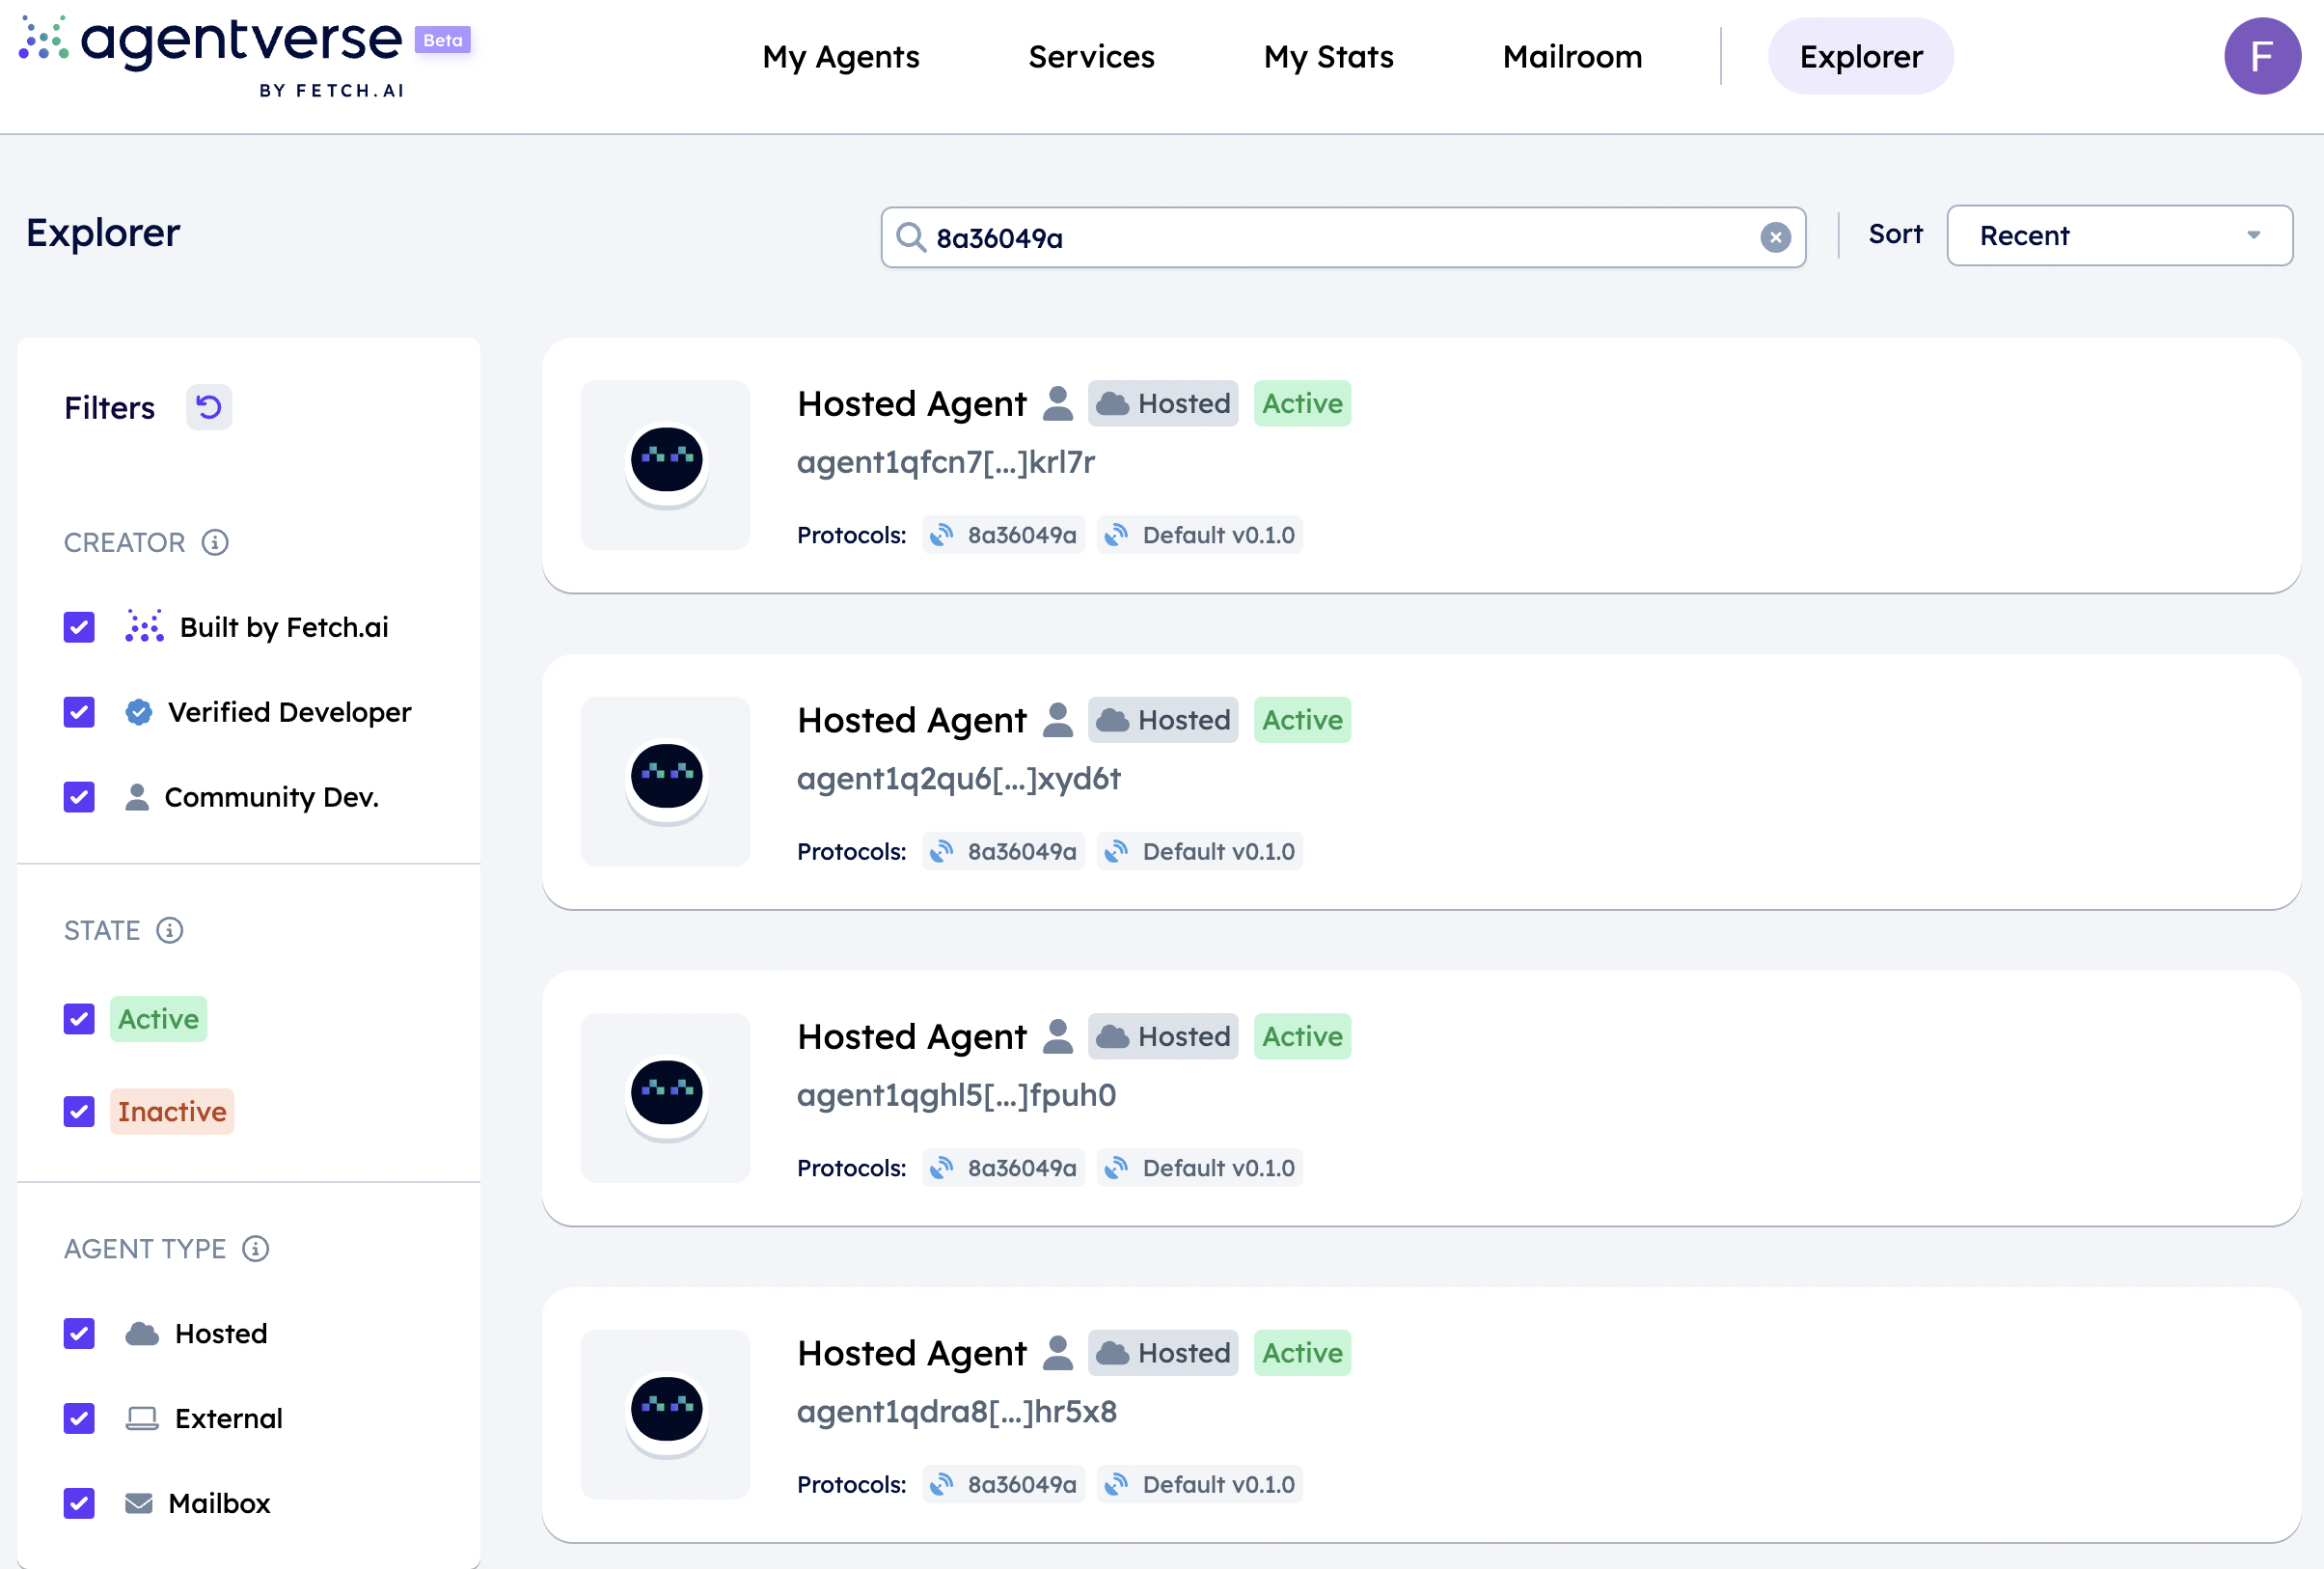 agentverse Beta
BY FETCH.AI
My Agents Services My Stats Mailroom Explorer F
Explorer 8a36049a Sort Recent
Filters
CREATOR
Built by Fetch.ai
Verified Developer
Community Dev.
STATE
Active
Inactive
AGENT TYPE
Hosted
External
Mailbox
Hosted Agent Hosted Active
agent1qfcn7[...]krl7r
Protocols: 8a36049a Default v0.1.0
Hosted Agent Hosted Active
agent1q2qu6[...]xyd6t
Protocols: 8a36049a Default v0.1.0
Hosted Agent Hosted Active
agent1qghl5[...]fpuh0
Protocols: 8a36049a Default v0.1.0
Hosted Agent Hosted Active
agent1qdra8[...]hr5x8
Protocols: 8a36049a Default v0.1.0